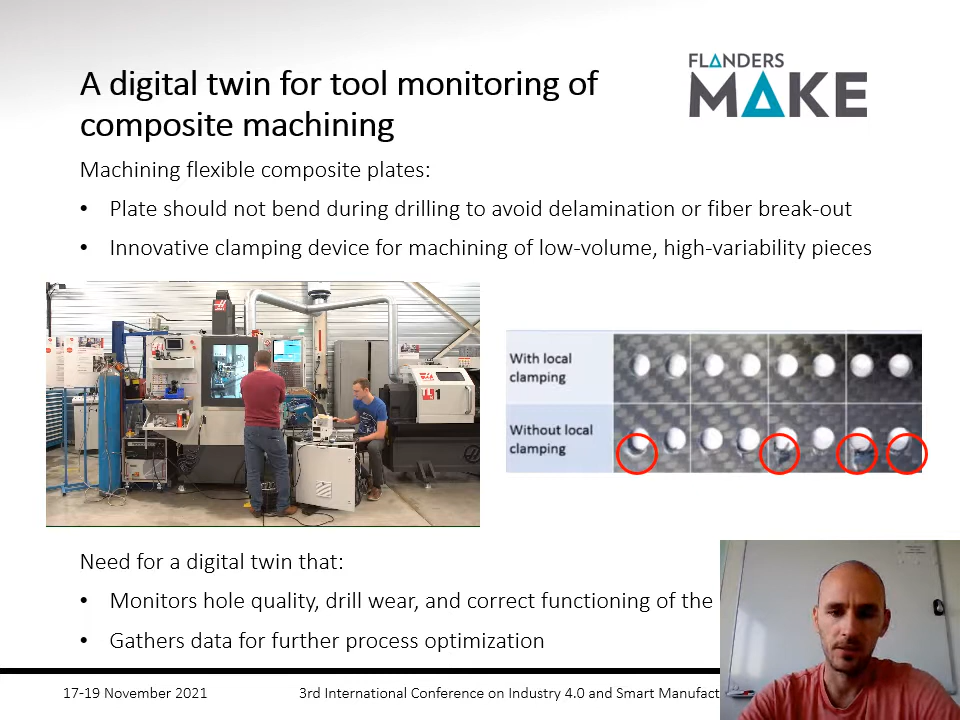 A digital twin for tool monitoring of
composite machining
FLANDERS
MAKE
Machining flexible composite plates:
• Plate should not bend during drilling to avoid delamination or fiber break-out
• Innovative clamping device for machining of low-volume, high-variability pieces
With local
clamping
Without local
clamping
Need for a digital twin that:
• Monitors hole quality, drill wear, and correct functioning of the
• Gathers data for further process optimization
17-19 November 2021
3rd International Conference on Industry 4.0 and Smart Manufact